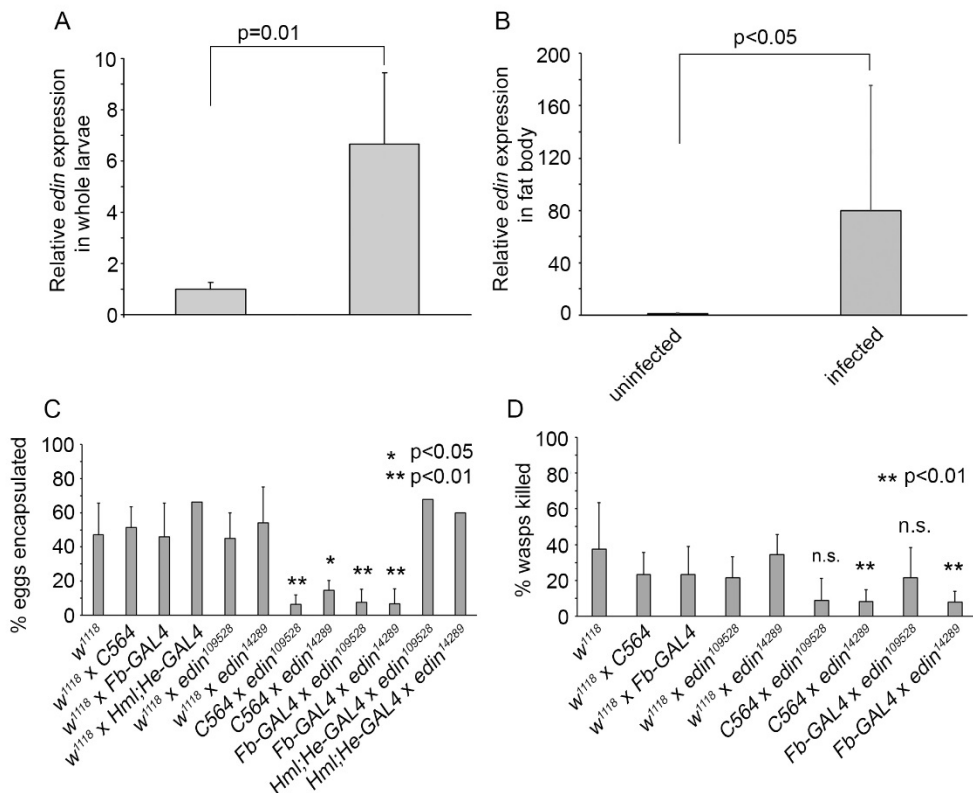 A
p=0.01
Relative edin expression
in whole larvae
10
8
6
4
2
0
B
p<0.05
Relative edin expression
in fat body
200
160
120
80
40
0
uninfected
infected
C
% eggs encapsulated
100
80
60
40
20
0
* p<0.05
** p<0.01
**
*
**
**
w1118
w1118 x C564
w1118 x Fb-GAL4
w1118 x Hml;He-GAL4
w1118 x edin109528
w1118 x edin14289
C564 x edin109528
C564 x edin14289
Fb-GAL4 x edin109528
Fb-GAL4 x edin14289
Hml;He-GAL4 x edin109528
Hml;He-GAL4 x edin14289
D
% wasps killed
100
80
60
40
20
0
** p<0.01
n.s.
**
n.s.
**
w1118
w1118 x C564
w1118 x Fb-GAL4
w1118 x edin109528
w1118 x edin14289
C564 x edin109528
C564 x edin14289
Fb-GAL4 x edin109528
Fb-GAL4 x edin14289